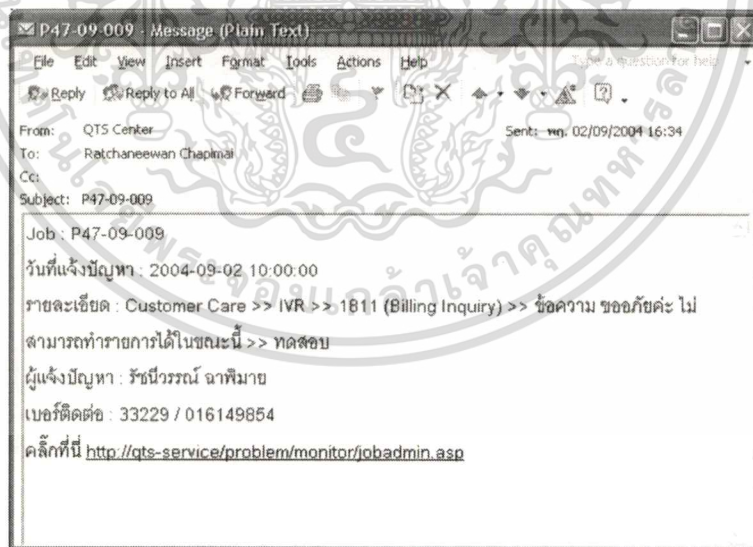 P47-09-009 - Message (Plain Text)
File Edit View Insert Format Tools Actions Help Type a question for help
Reply Reply to All Forward
From: QTS Center Sent: พฤ. 02/09/2004 16:34
To: Ratchaneewan Chapimai
Cc:
Subject: P47-09-009
Job : P47-09-009
วันที่แจ้งปัญหา : 2004-09-02 10:00:00
รายละเอียด : Customer Care >> IVR >> 1811 (Billing Inquiry) >> ข้อความ ขออภัยค่ะ ไม่
สามารถทำรายการได้ในขณะนี้ >> ทดสอบ
ผู้แจ้งปัญหา : รัชนีวรรณ์ ฉาพิมาย
เบอร์ติดต่อ : 33229 / 016149854
คลิ๊กที่นี่ http://qts-service/problem/monitor/jobadmin.asp